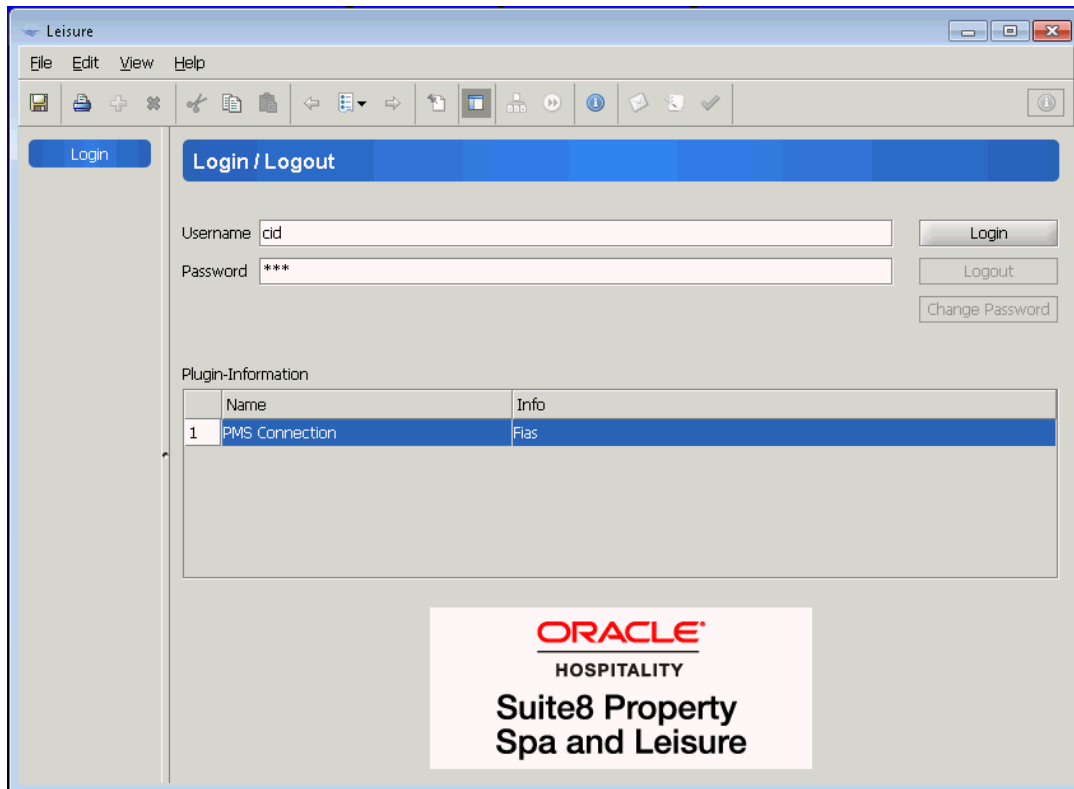 Leisure
File Edit View Help
Login
Login / Logout
Username cid Login
Password *** Logout
Change Password
Plugin-Information
Name Info
1 PMS Connection Fias
ORACLE
HOSPITALITY
Suite8 Property
Spa and Leisure